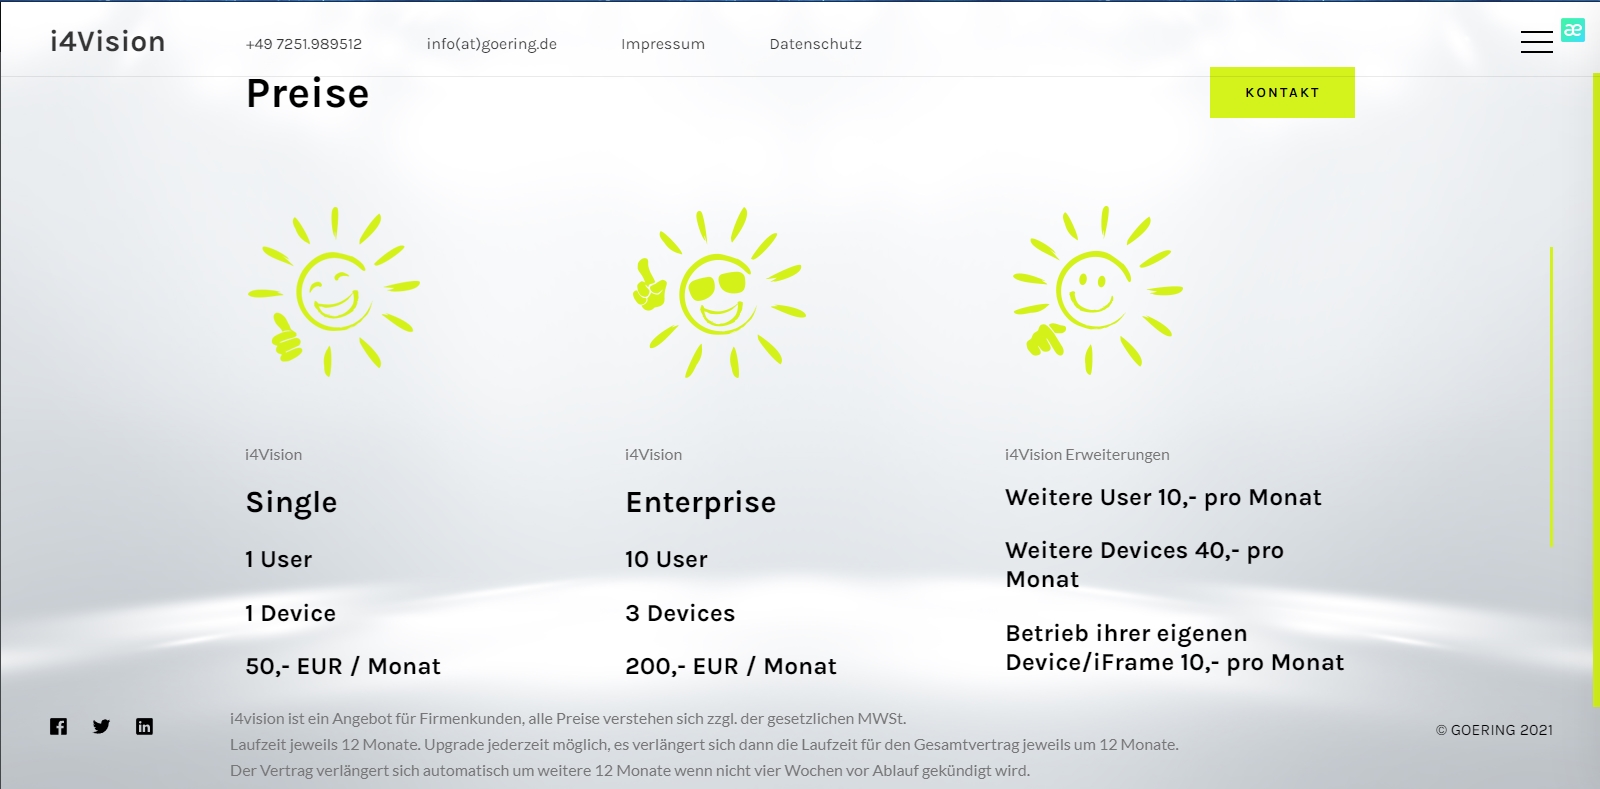 i4Vision
+49 7251.989512
info(at)goering.de
Impressum
Datenschutz
æ
Preise
KONTAKT
i4Vision
Single
1 User
1 Device
50,- EUR / Monat
i4Vision
Enterprise
10 User
3 Devices
200,- EUR / Monat
i4Vision Erweiterungen
Weitere User 10,- pro Monat
Weitere Devices 40,- pro
Monat
Betrieb ihrer eigenen
Device/iFrame 10,- pro Monat
i4vision ist ein Angebot für Firmenkunden, alle Preise verstehen sich zzgl. der gesetzlichen MWSt.
Laufzeit jeweils 12 Monate. Upgrade jederzeit möglich, es verlängert sich dann die Laufzeit für den Gesamtvertrag jeweils um 12 Monate.
Der Vertrag verlängert sich automatisch um weitere 12 Monate wenn nicht vier Wochen vor Ablauf gekündigt wird.
© GOERING 2021